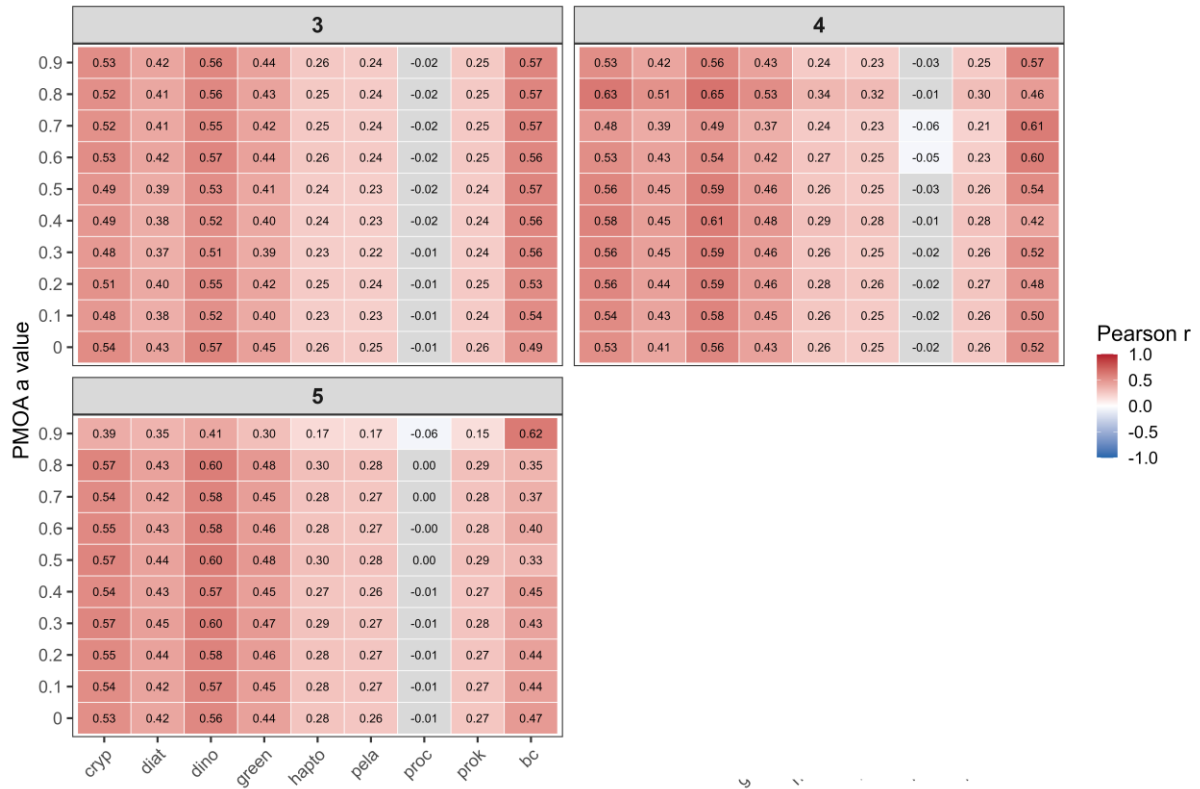 3
0.9 0.53 0.42 0.56 0.44 0.26 0.24 -0.02 0.25 0.57
0.8 0.52 0.41 0.56 0.43 0.25 0.24 -0.02 0.25 0.57
0.7 0.52 0.41 0.55 0.42 0.25 0.24 -0.02 0.25 0.57
0.6 0.53 0.42 0.57 0.44 0.26 0.24 -0.02 0.25 0.56
0.5 0.49 0.39 0.53 0.41 0.24 0.23 -0.02 0.24 0.57
0.4 0.49 0.38 0.52 0.40 0.24 0.23 -0.02 0.24 0.56
0.3 0.48 0.37 0.51 0.39 0.23 0.22 -0.01 0.24 0.56
0.2 0.51 0.40 0.55 0.42 0.25 0.24 -0.01 0.25 0.53
0.1 0.48 0.38 0.52 0.40 0.23 0.23 -0.01 0.24 0.54
0 0.54 0.43 0.57 0.45 0.26 0.25 -0.01 0.26 0.49
4
0.53 0.42 0.56 0.43 0.24 0.23 -0.03 0.25 0.57
0.63 0.51 0.65 0.53 0.34 0.32 -0.01 0.30 0.46
0.48 0.39 0.49 0.37 0.24 0.23 -0.06 0.21 0.61
0.53 0.43 0.54 0.42 0.27 0.25 -0.05 0.23 0.60
0.56 0.45 0.59 0.46 0.26 0.25 -0.03 0.26 0.54
0.58 0.45 0.61 0.48 0.29 0.28 -0.01 0.28 0.42
0.56 0.45 0.59 0.46 0.26 0.25 -0.02 0.26 0.52
0.56 0.44 0.59 0.46 0.28 0.26 -0.02 0.27 0.48
0.54 0.43 0.58 0.45 0.26 0.25 -0.02 0.26 0.50
0.53 0.41 0.56 0.43 0.26 0.25 -0.02 0.26 0.52
PMOA a value
5
0.9 0.39 0.35 0.41 0.30 0.17 0.17 -0.06 0.15 0.62
0.8 0.57 0.43 0.60 0.48 0.30 0.28 0.00 0.29 0.35
0.7 0.54 0.42 0.58 0.45 0.28 0.27 0.00 0.28 0.37
0.6 0.55 0.43 0.58 0.46 0.28 0.27 -0.00 0.28 0.40
0.5 0.57 0.44 0.60 0.48 0.30 0.28 0.00 0.29 0.33
0.4 0.54 0.43 0.57 0.45 0.27 0.26 -0.01 0.27 0.45
0.3 0.57 0.45 0.60 0.47 0.29 0.27 -0.01 0.28 0.43
0.2 0.55 0.44 0.58 0.46 0.28 0.27 -0.01 0.27 0.44
0.1 0.54 0.42 0.57 0.45 0.28 0.27 -0.01 0.27 0.44
0 0.53 0.42 0.56 0.44 0.28 0.26 -0.01 0.27 0.47
cryp diat dino green hapto pela proc prok bc
Pearson r
1.0
0.5
0.0
-0.5
-1.0